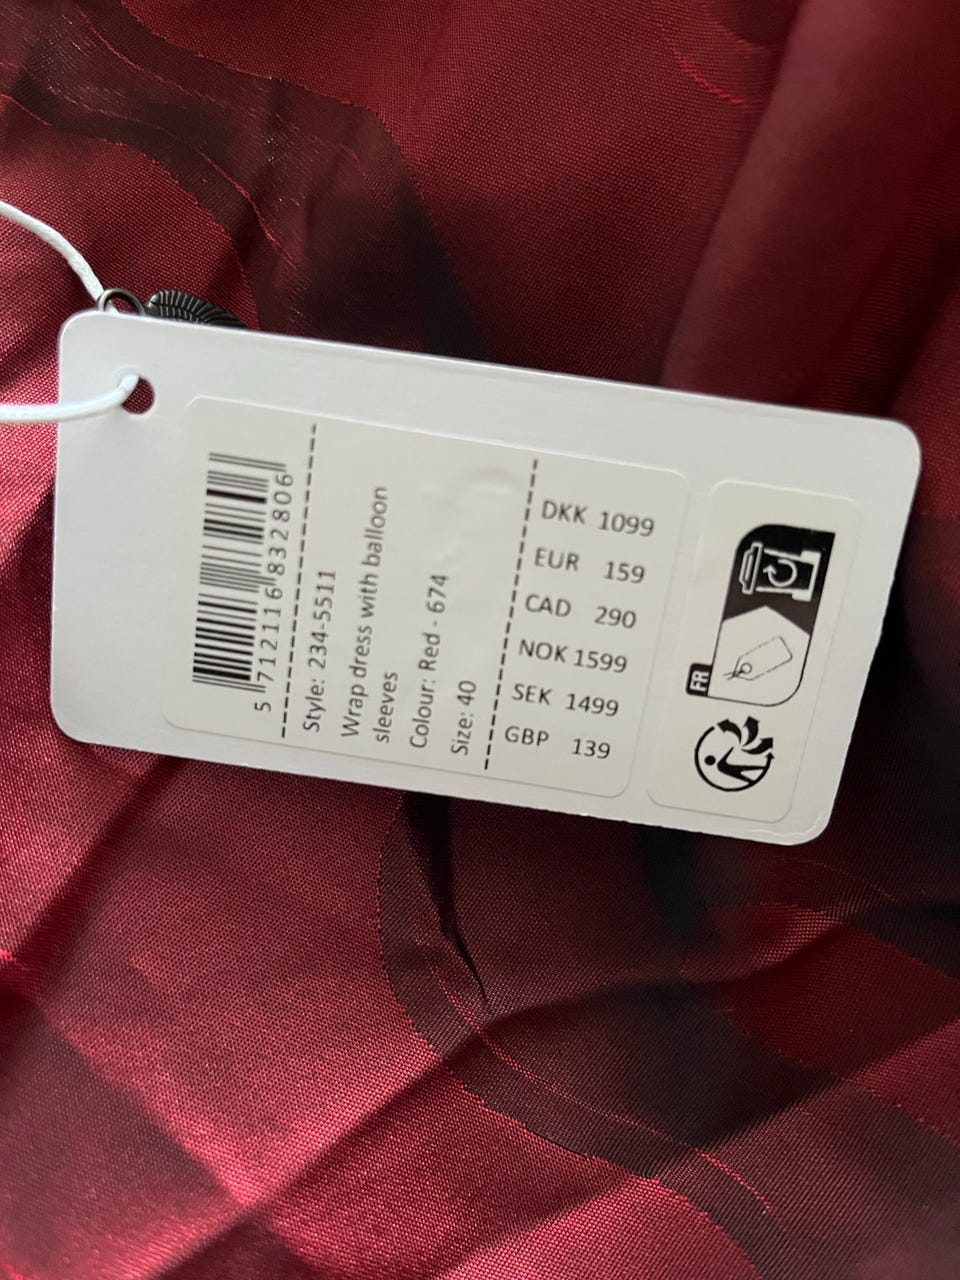 5 712116 832806
Style: 234-5511
Wrap dress with balloon
sleeves
Colour: Red - 674
Size: 40
DKK 1099
EUR 159
CAD 290
NOK 1599
SEK 1499
GBP 139
FR